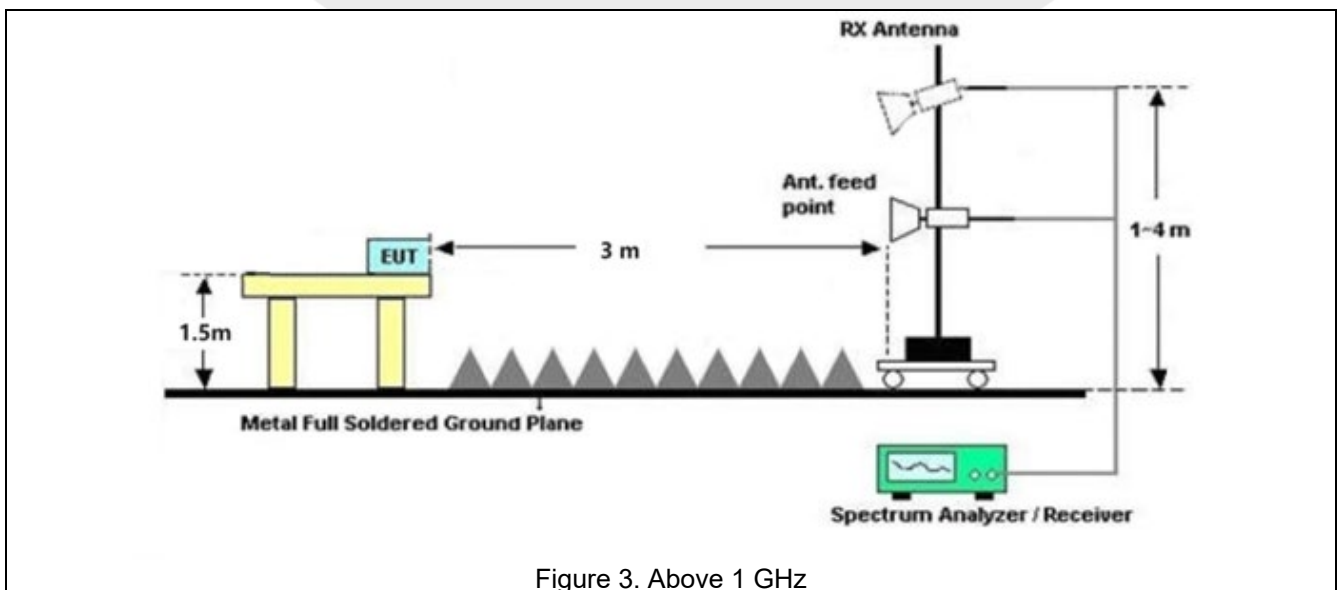 RX Antenna
Ant. feed
point
1~4 m
EUT
3 m
1.5m
Metal Full Soldered Ground Plane
Spectrum Analyzer / Receiver
Figure 3. Above 1 GHz